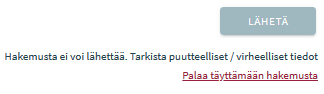 LÄHETÄ
Hakemusta ei voi lähettää. Tarkista puutteelliset / virheelliset tiedot
Palaa täyttämään hakemusta